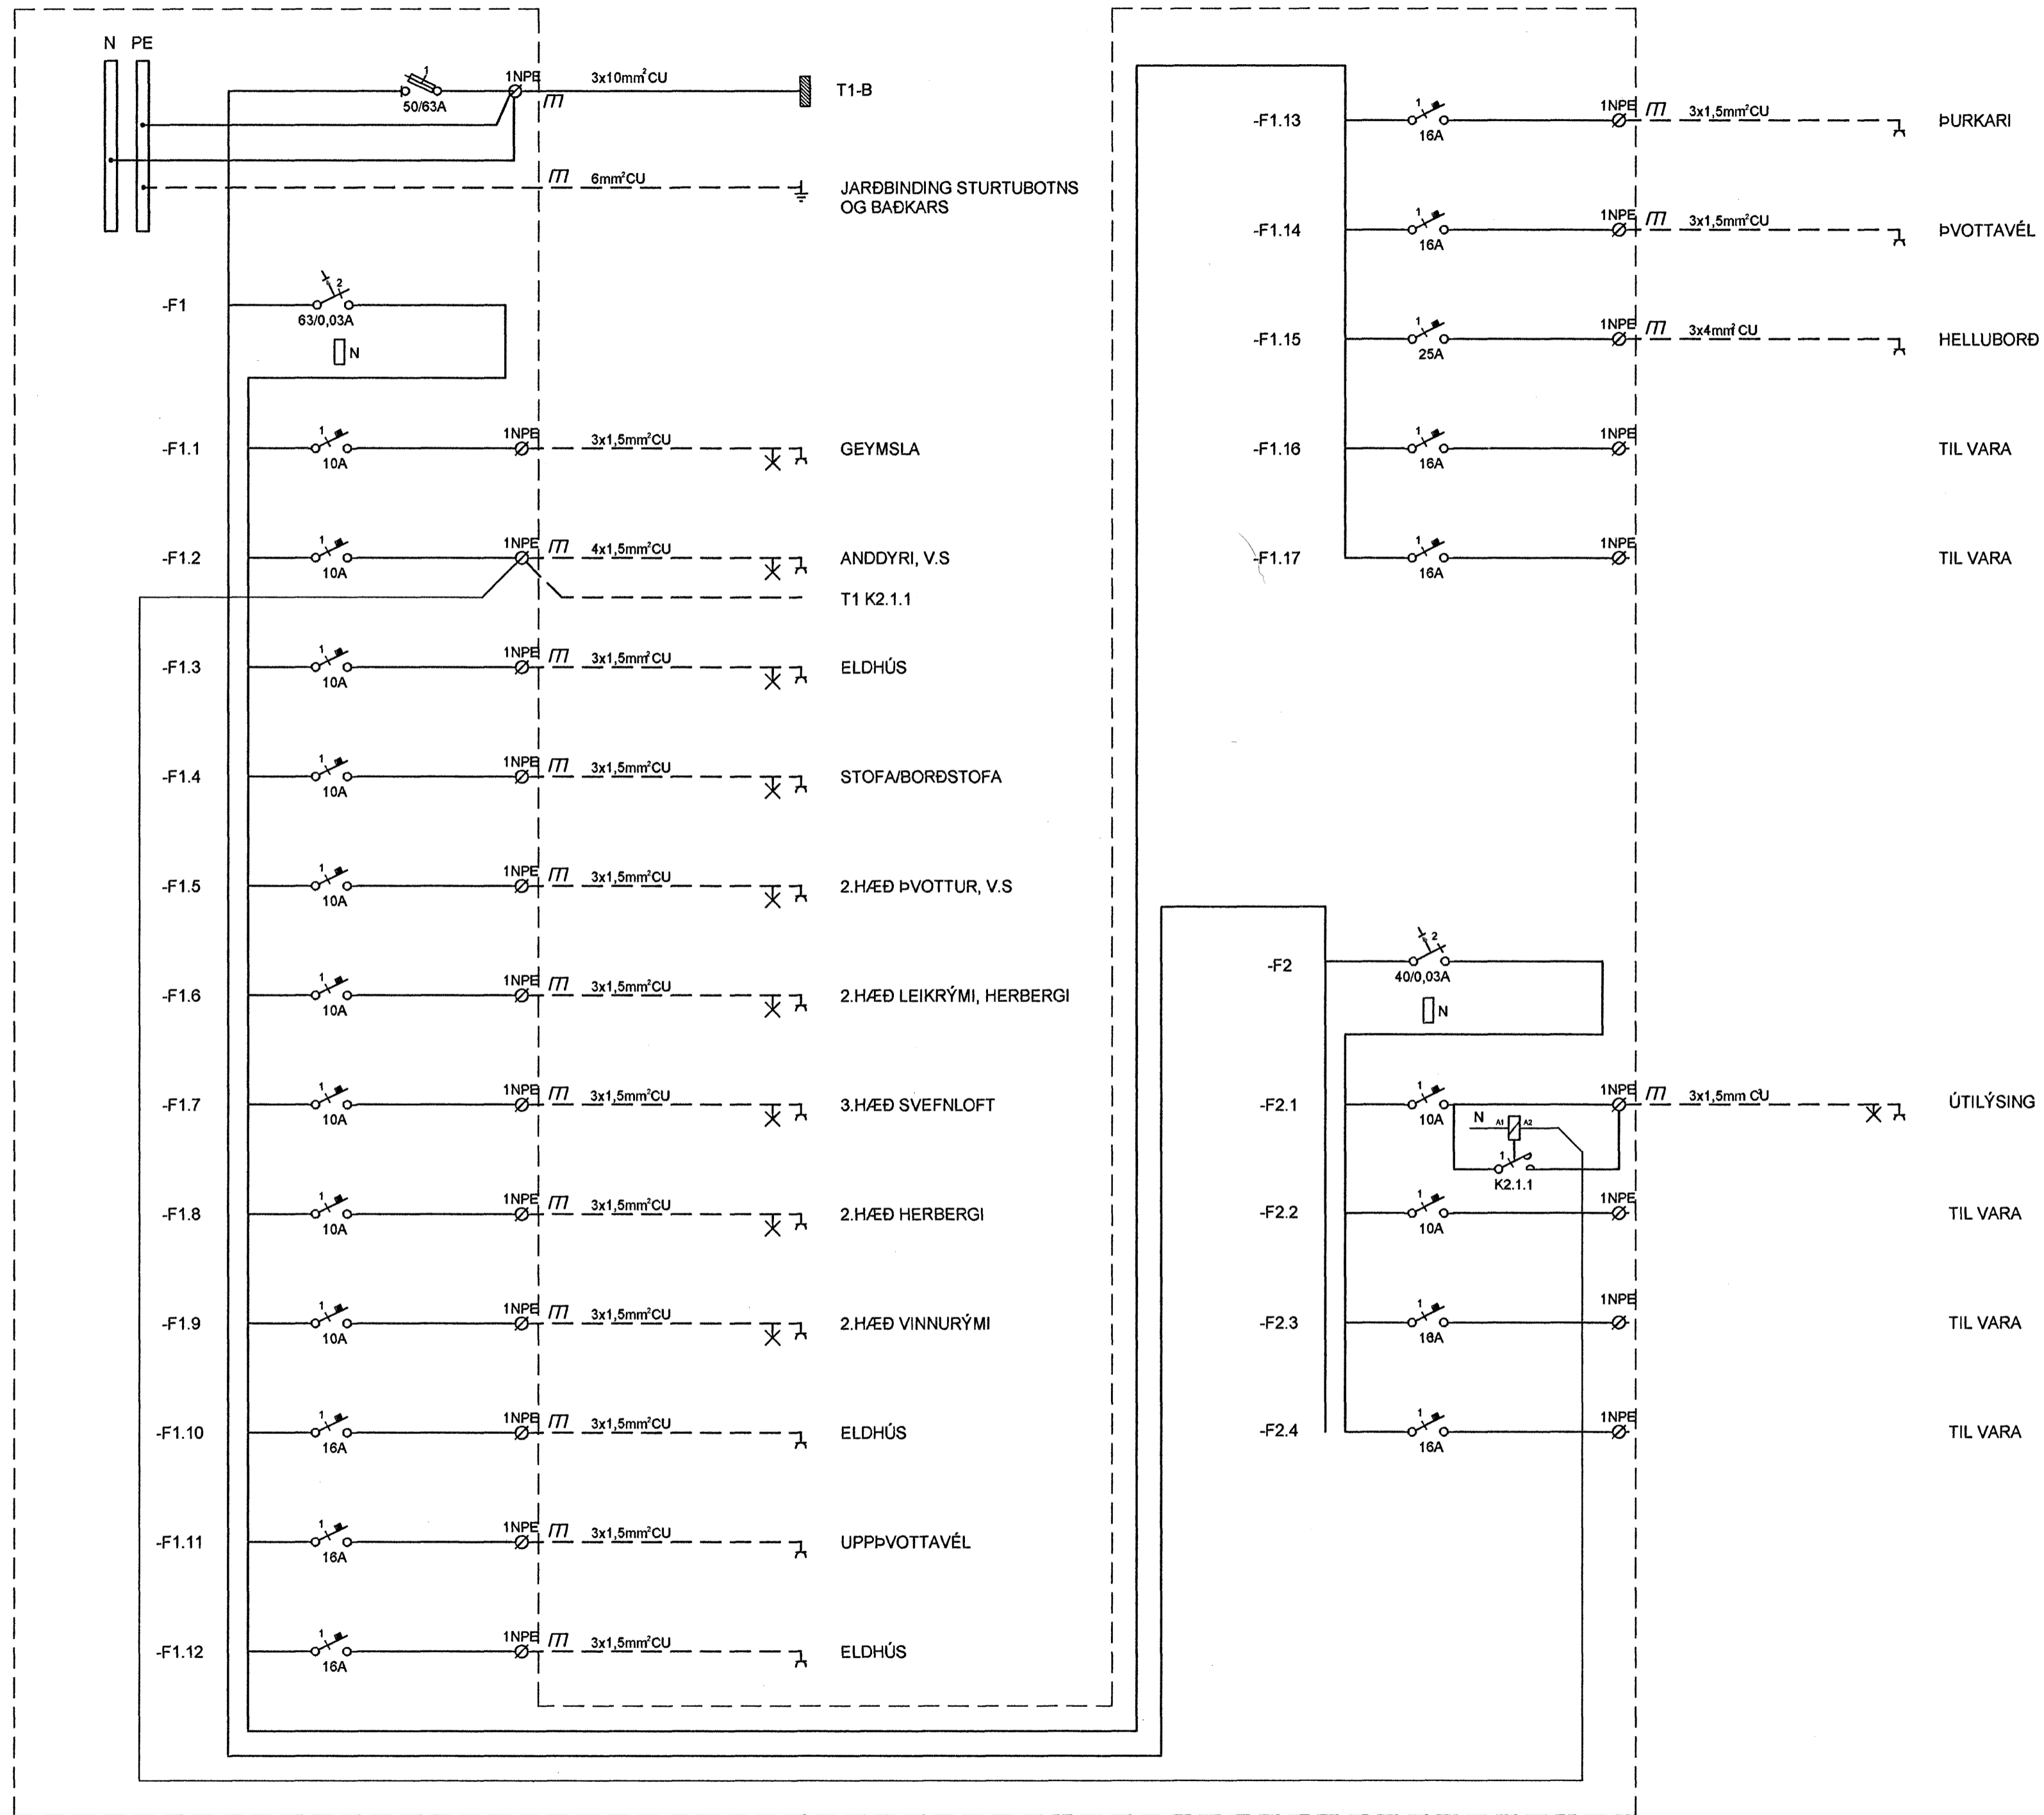 N PE
1
50/63A
1NPE
3x10mm²CU
T1-B
6mm²CU
JARÐBINDING STURTUBOTNS
OG BAÐKARS
-F1
2
63/0,03A
N
-F1.1
1
10A
1NPE
3x1,5mm²CU
GEYMSLA
-F1.2
1
10A
1NPE
4x1,5mm²CU
ANDDYRI, V.S
T1 K2.1.1
-F1.3
1
10A
1NPE
3x1,5mm²CU
ELDHÚS
-F1.4
1
10A
1NPE
3x1,5mm²CU
STOFA/BORÐSTOFA
-F1.5
1
10A
1NPE
3x1,5mm²CU
2.HÆÐ ÞVOTTUR, V.S
-F1.6
1
10A
1NPE
3x1,5mm²CU
2.HÆÐ LEIKRÝMI, HERBERGI
-F1.7
1
10A
1NPE
3x1,5mm²CU
3.HÆÐ SVEFNLOFT
-F1.8
1
10A
1NPE
3x1,5mm²CU
2.HÆÐ HERBERGI
-F1.9
1
10A
1NPE
3x1,5mm²CU
2.HÆÐ VINNURÝMI
-F1.10
1
16A
1NPE
3x1,5mm²CU
ELDHÚS
-F1.11
1
16A
1NPE
3x1,5mm²CU
UPPÞVOTTAVÉL
-F1.12
1
16A
1NPE
3x1,5mm²CU
ELDHÚS
-F1.13
1
16A
1NPE
3x1,5mm²CU
ÞURKARI
-F1.14
1
16A
1NPE
3x1,5mm²CU
ÞVOTTAVÉL
-F1.15
1
25A
1NPE
3x4mm² CU
HELLUBORÐ
-F1.16
1
16A
1NPE
TIL VARA
-F1.17
1
16A
1NPE
TIL VARA
-F2
2
40/0,03A
N
-F2.1
1
10A
1NPE
3x1,5mm²CU
ÚTILÝSING
N A1 A2
1
K2.1.1
-F2.2
1
10A
1NPE
TIL VARA
-F2.3
1
16A
1NPE
TIL VARA
-F2.4
1
16A
1NPE
TIL VARA